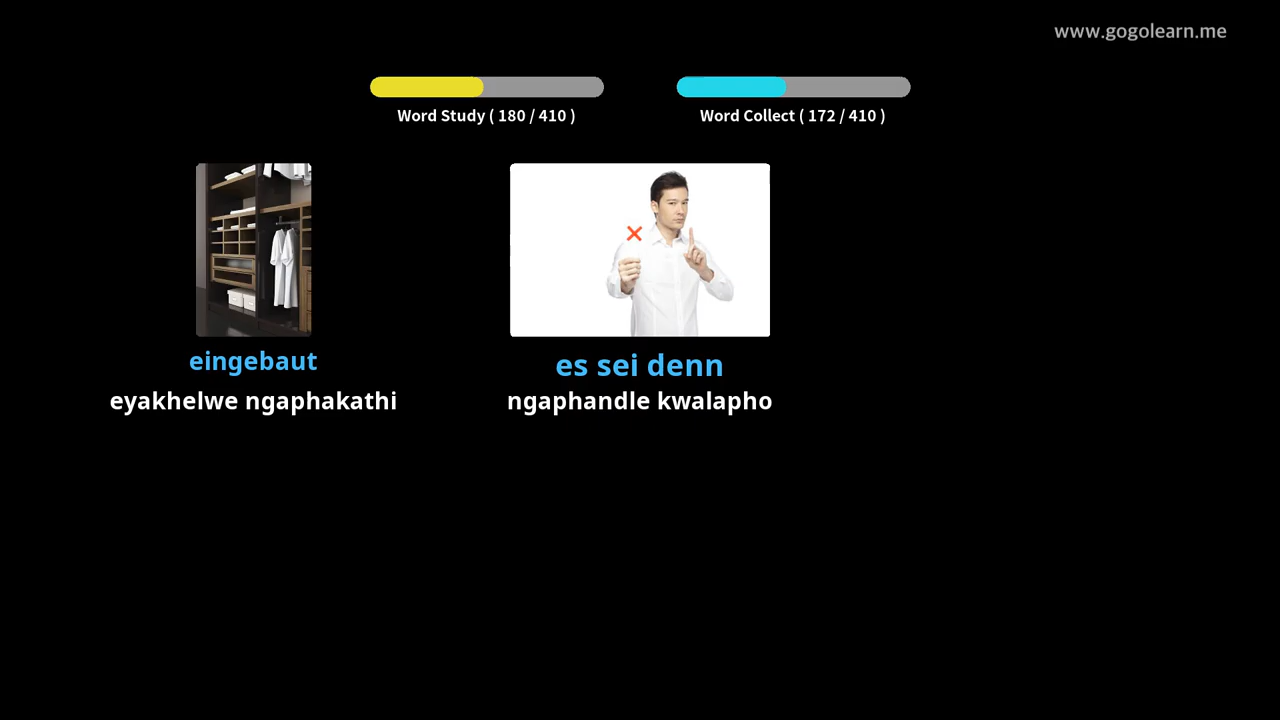 www.gogolearn.me
Word Study ( 180 / 410 )
Word Collect ( 172 / 410 )
eingebaut
eyakhelwe ngaphakathi
es sei denn
ngaphandle kwalapho